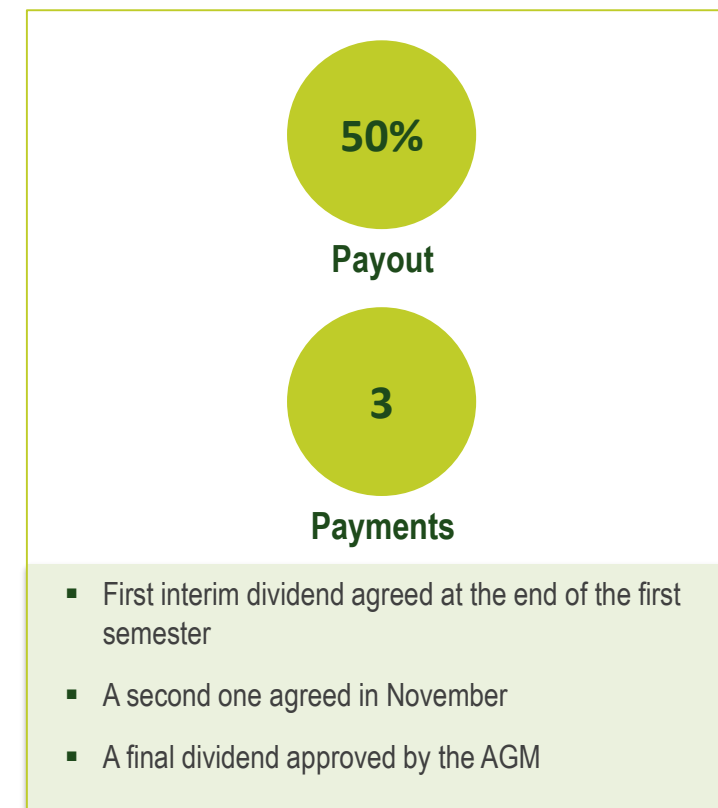 50%
Payout
3
Payments
▪ First interim dividend agreed at the end of the first
semester
▪ A second one agreed in November
▪ A final dividend approved by the AGM